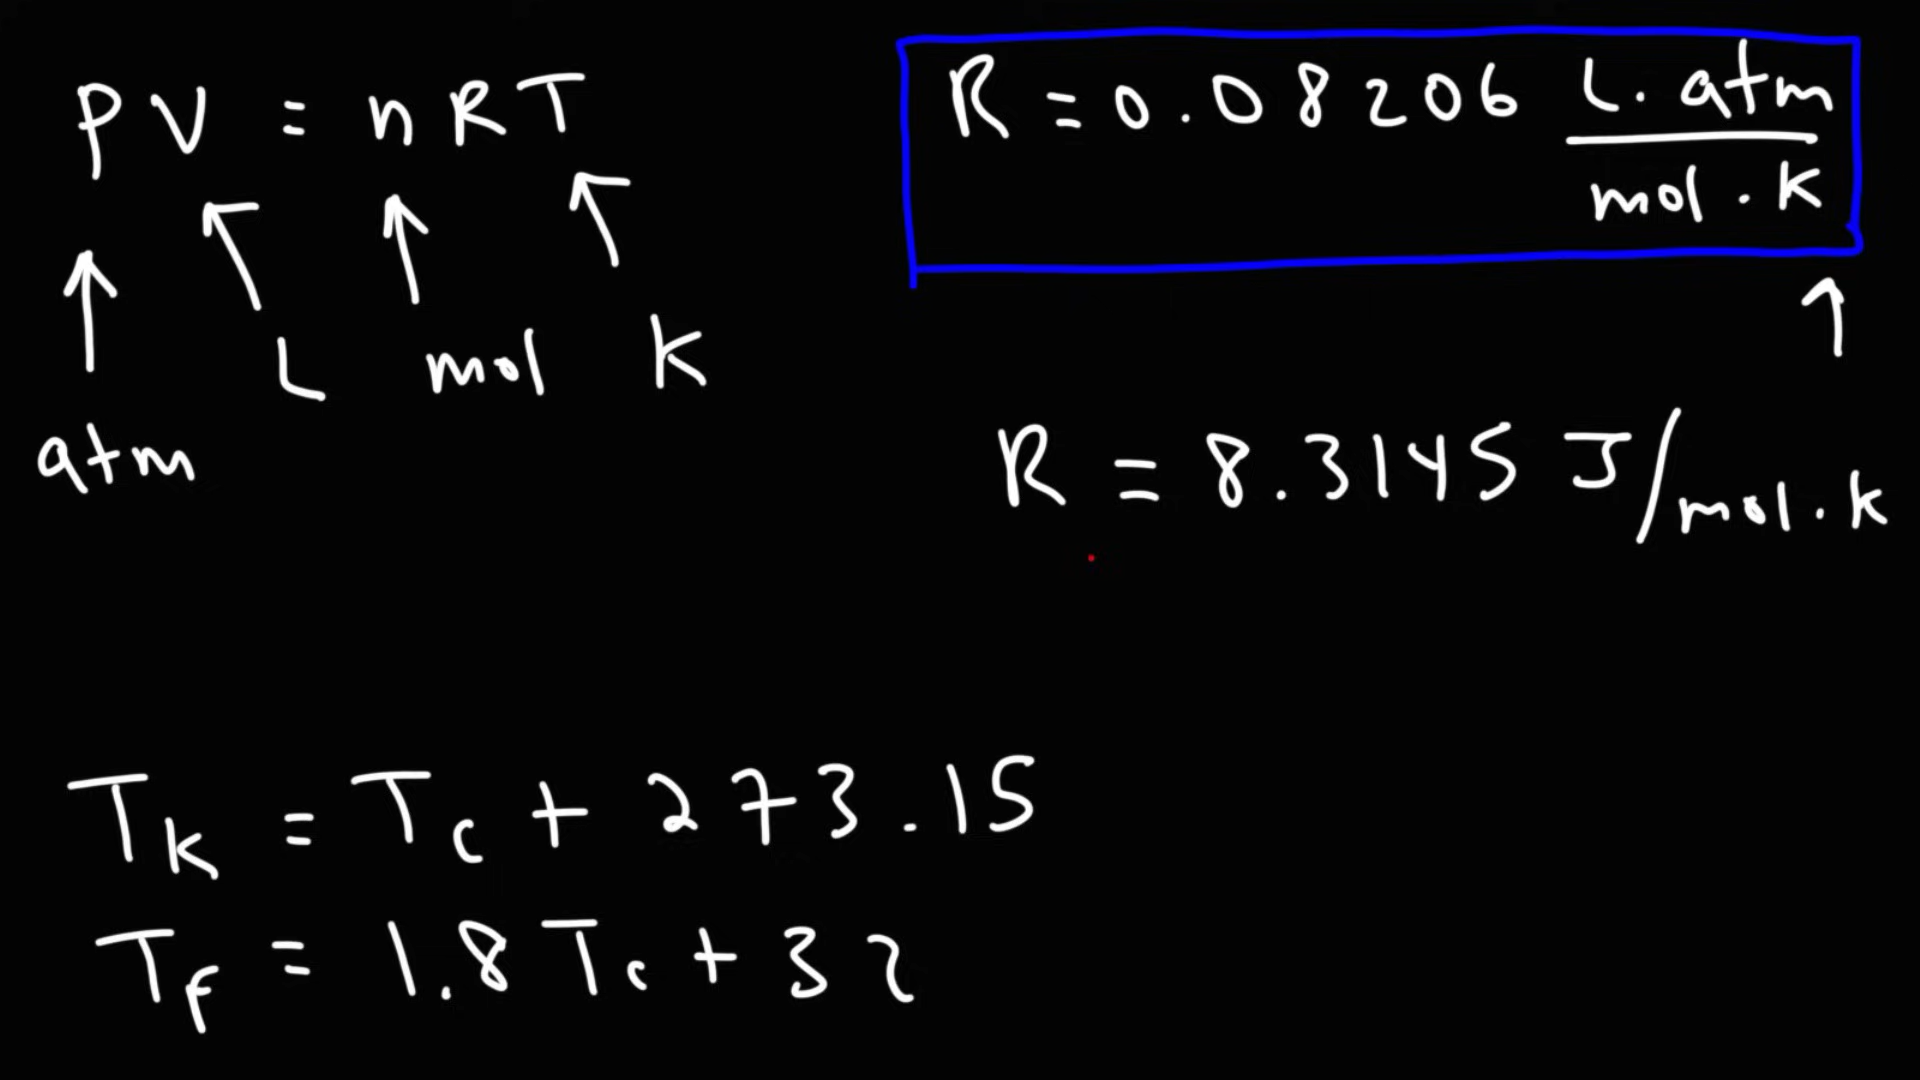 PV = nRT
R = 0.08206 L. atm
mol . K
L mol K
atm
R = 8.3145 J/mol.K
TK = Tc + 273.15
Tf = 1.8Tc + 32